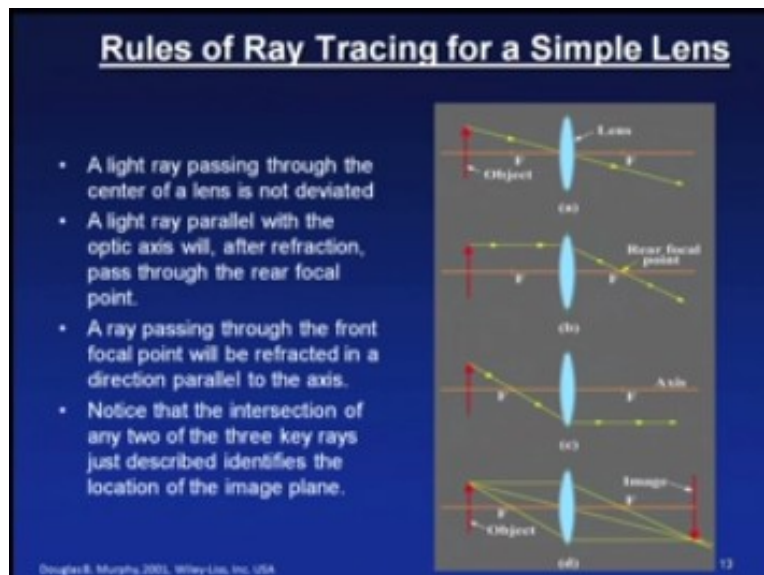 Rules of Ray Tracing for a Simple Lens
• A light ray passing through the
center of a lens is not deviated
• A light ray parallel with the
optic axis will, after refraction,
pass through the rear focal
point.
• A ray passing through the front
focal point will be refracted in a
direction parallel to the axis.
• Notice that the intersection of
any two of the three key rays
just described identifies the
location of the image plane.
Lens
F
F
Object
(a)
Rear focal
point
F
F
(b)
Axis
F
F
(c)
Image
F
F
Object
(d)
Douglas B. Murphy, 2001, Wiley-Liss, Inc. USA
13